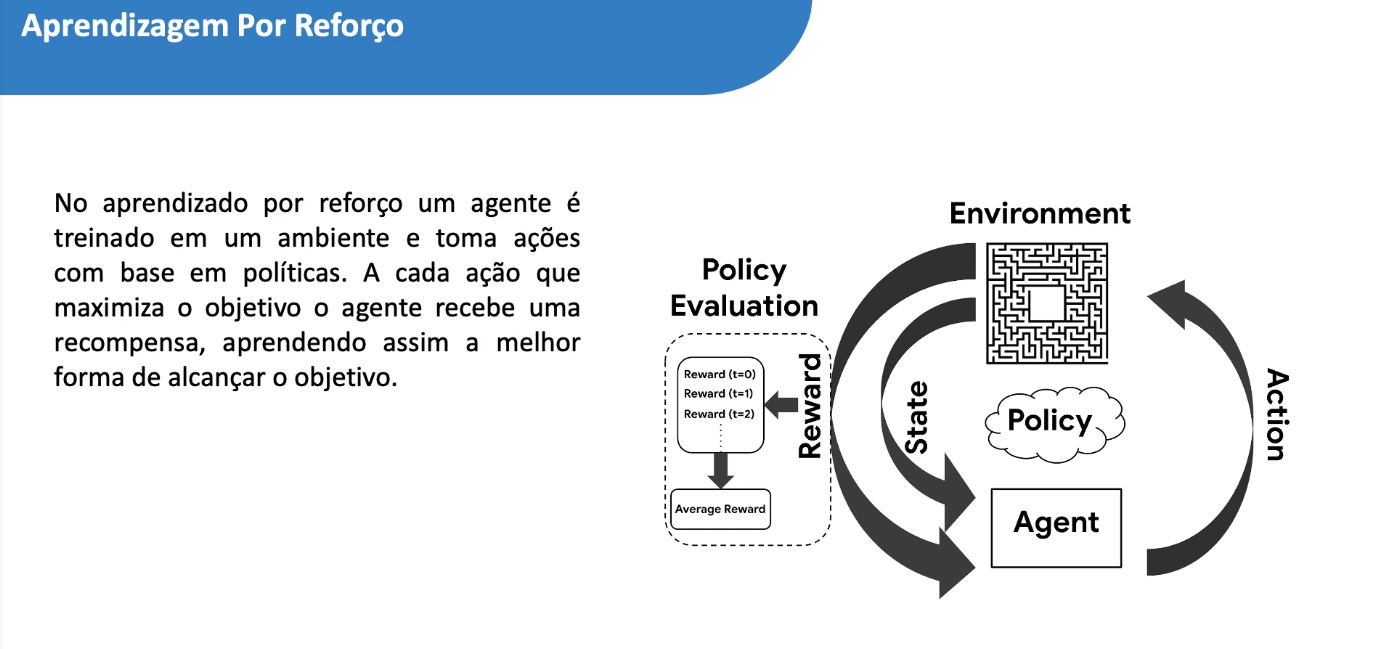 Aprendizagem Por Reforço
No aprendizado por reforço um agente é
treinado em um ambiente e toma ações
com base em políticas. A cada ação que
maximiza o objetivo o agente recebe uma
recompensa, aprendendo assim a melhor
forma de alcançar o objetivo.
Policy
Evaluation
Reward (t=0)
Reward (t=1)
Reward (t=2)
Average Reward
Reward
State
Environment
Policy
Agent
Action